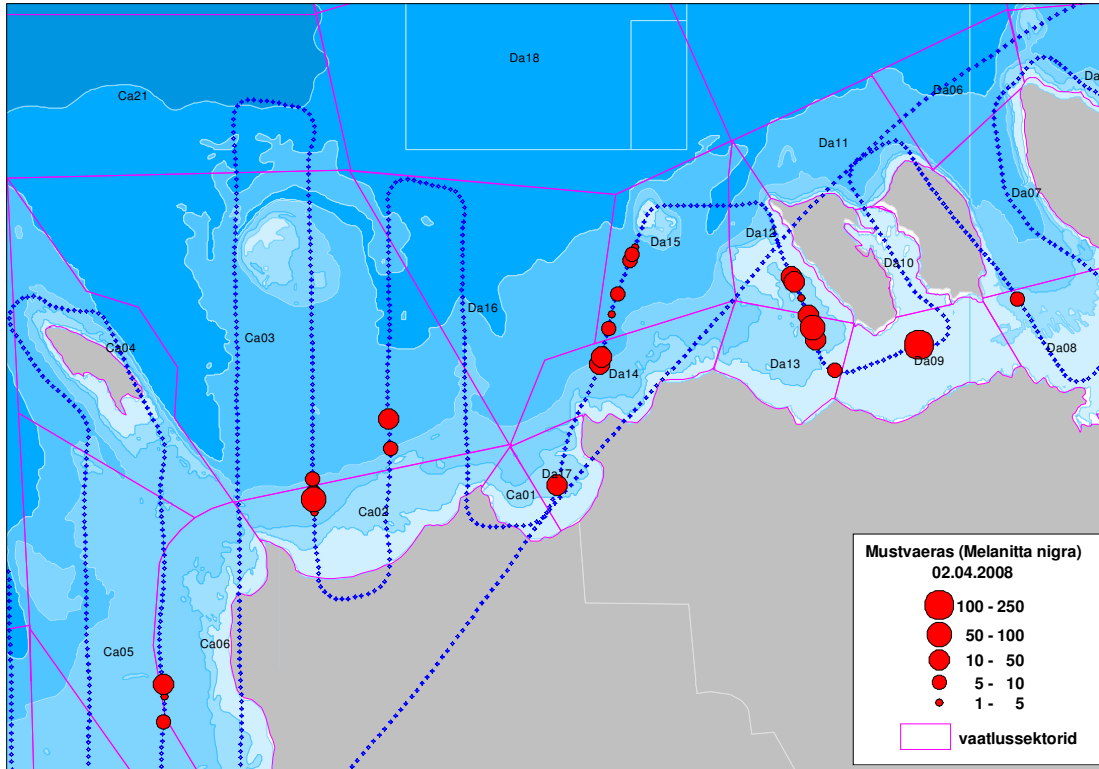 Da18
Ca21
Da06
Da
Da11
Da07
Da12
Da15
Da10
Da16
Ca03
Ca04
Da08
Da09
Da13
Da14
Da17
Ca01
Ca02
Ca06
Ca05
Mustvaeras (Melanitta nigra)
02.04.2008
100 - 250
50 - 100
10 - 50
5 - 10
1 - 5
vaatlussektorid